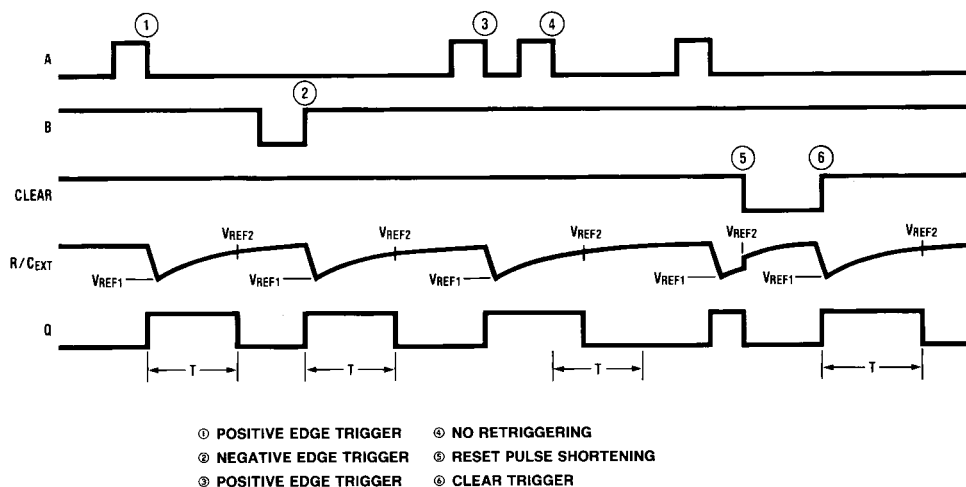 ① ③ ④
A
②
B
⑤ ⑥
CLEAR
VREF2 VREF2 VREF2 VREF2 VREF2
R/CEXT
VREF1 VREF1 VREF1 VREF1 VREF1
Q
T T T T
① POSITIVE EDGE TRIGGER ④ NO RETRIGGERING
② NEGATIVE EDGE TRIGGER ⑤ RESET PULSE SHORTENING
③ POSITIVE EDGE TRIGGER ⑥ CLEAR TRIGGER